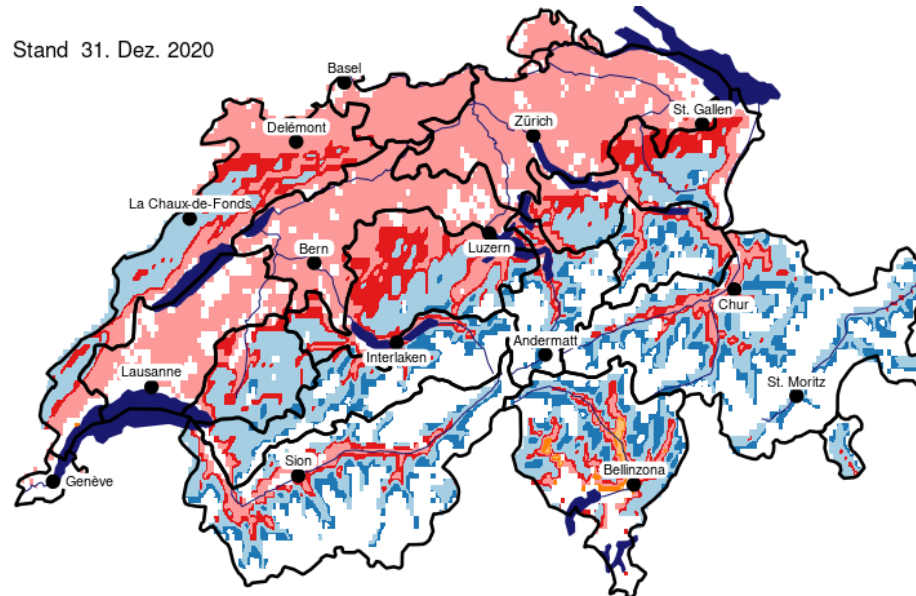 Stand 31. Dez. 2020
Basel
St. Gallen
Zürich
Delémont
La Chaux-de-Fonds
Luzern
Bern
Chur
Andermatt
Interlaken
Lausanne
St. Moritz
Sion
Bellinzona
Genève